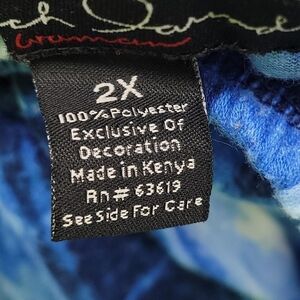 2X
100% Polyester
Exclusive Of
Decoration
Made in Kenya
Rn# 63619
See Side For Care